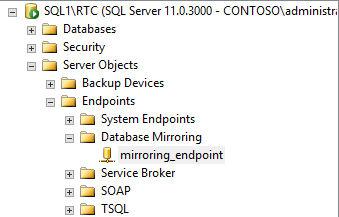 SQL1\RTC (SQL Server 11.0.3000 - CONTOSO\administra
Databases
Security
Server Objects
Backup Devices
Endpoints
System Endpoints
Database Mirroring
mirroring_endpoint
Service Broker
SOAP
TSQL